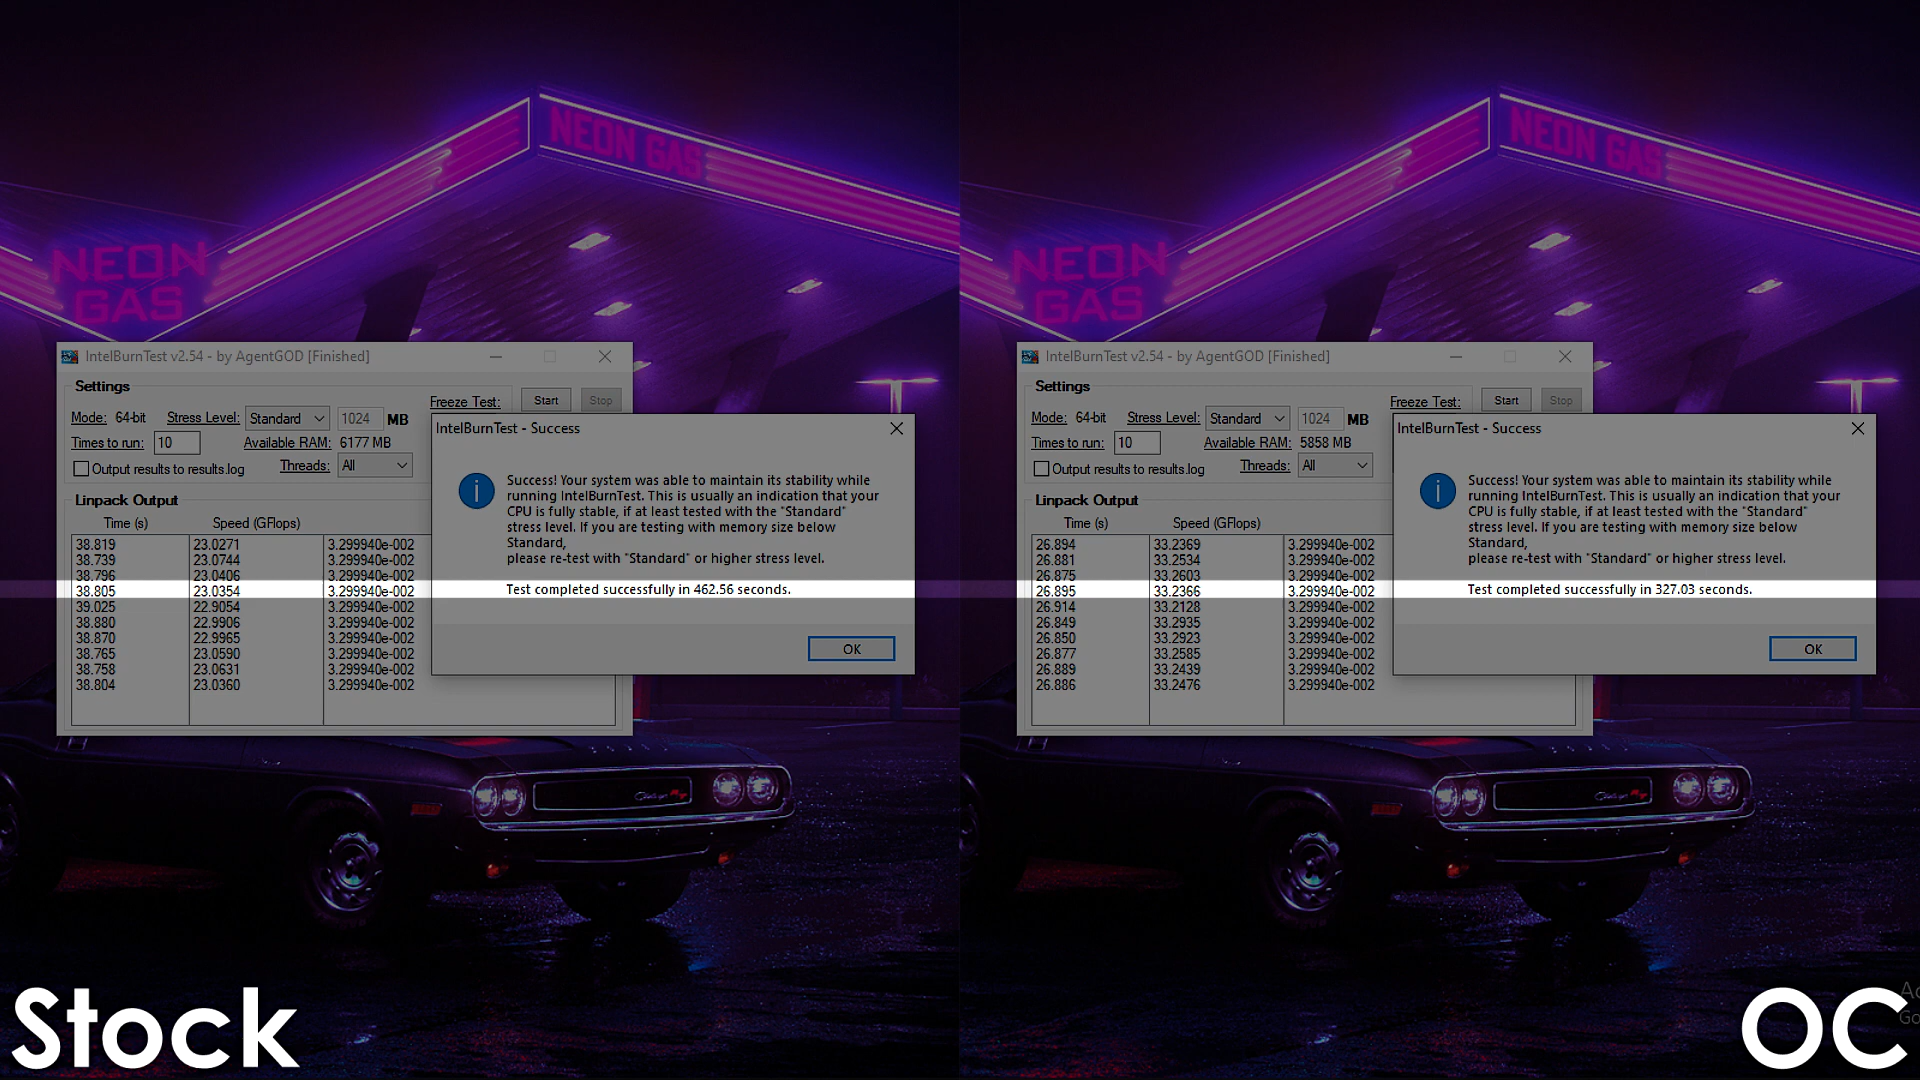 NEON GAS
NEON
GAS
IntelBurnTest v2.54 - by AgentGOD [Finished]
Settings
Mode: 64-bit Stress Level: Standard 1024 MB
Freeze Test: Start Stop
Times to run: 10 Available RAM: 6177 MB
Output results to results.log Threads: All
Linpack Output
Time (s) Speed (GFlops)
38.819 23.0271 3.299940e-002
38.739 23.0744 3.299940e-002
38.796 23.0406 3.299940e-002
38.805 23.0354 3.299940e-002
39.025 22.9054 3.299940e-002
38.880 22.9906 3.299940e-002
38.870 22.9965 3.299940e-002
38.765 23.0590 3.299940e-002
38.758 23.0631 3.299940e-002
38.804 23.0360 3.299940e-002
IntelBurnTest - Success
Success! Your system was able to maintain its stability while
running IntelBurnTest. This is usually an indication that your
CPU is fully stable, if at least tested with the "Standard"
stress level. If you are testing with memory size below
Standard,
please re-test with "Standard" or higher stress level.
Test completed successfully in 462.56 seconds.
OK
Stock
NEON GAS
NEON
GAS
IntelBurnTest v2.54 - by AgentGOD [Finished]
Settings
Mode: 64-bit Stress Level: Standard 1024 MB
Freeze Test: Start Stop
Times to run: 10 Available RAM: 5858 MB
Output results to results.log Threads: All
Linpack Output
Time (s) Speed (GFlops)
26.894 33.2369 3.299940e-002
26.881 33.2534 3.299940e-002
26.875 33.2603 3.299940e-002
26.895 33.2366 3.299940e-002
26.914 33.2128 3.299940e-002
26.849 33.2935 3.299940e-002
26.850 33.2923 3.299940e-002
26.877 33.2585 3.299940e-002
26.889 33.2439 3.299940e-002
26.886 33.2476 3.299940e-002
IntelBurnTest - Success
Success! Your system was able to maintain its stability while
running IntelBurnTest. This is usually an indication that your
CPU is fully stable, if at least tested with the "Standard"
stress level. If you are testing with memory size below
Standard,
please re-test with "Standard" or higher stress level.
Test completed successfully in 327.03 seconds.
OK
OC